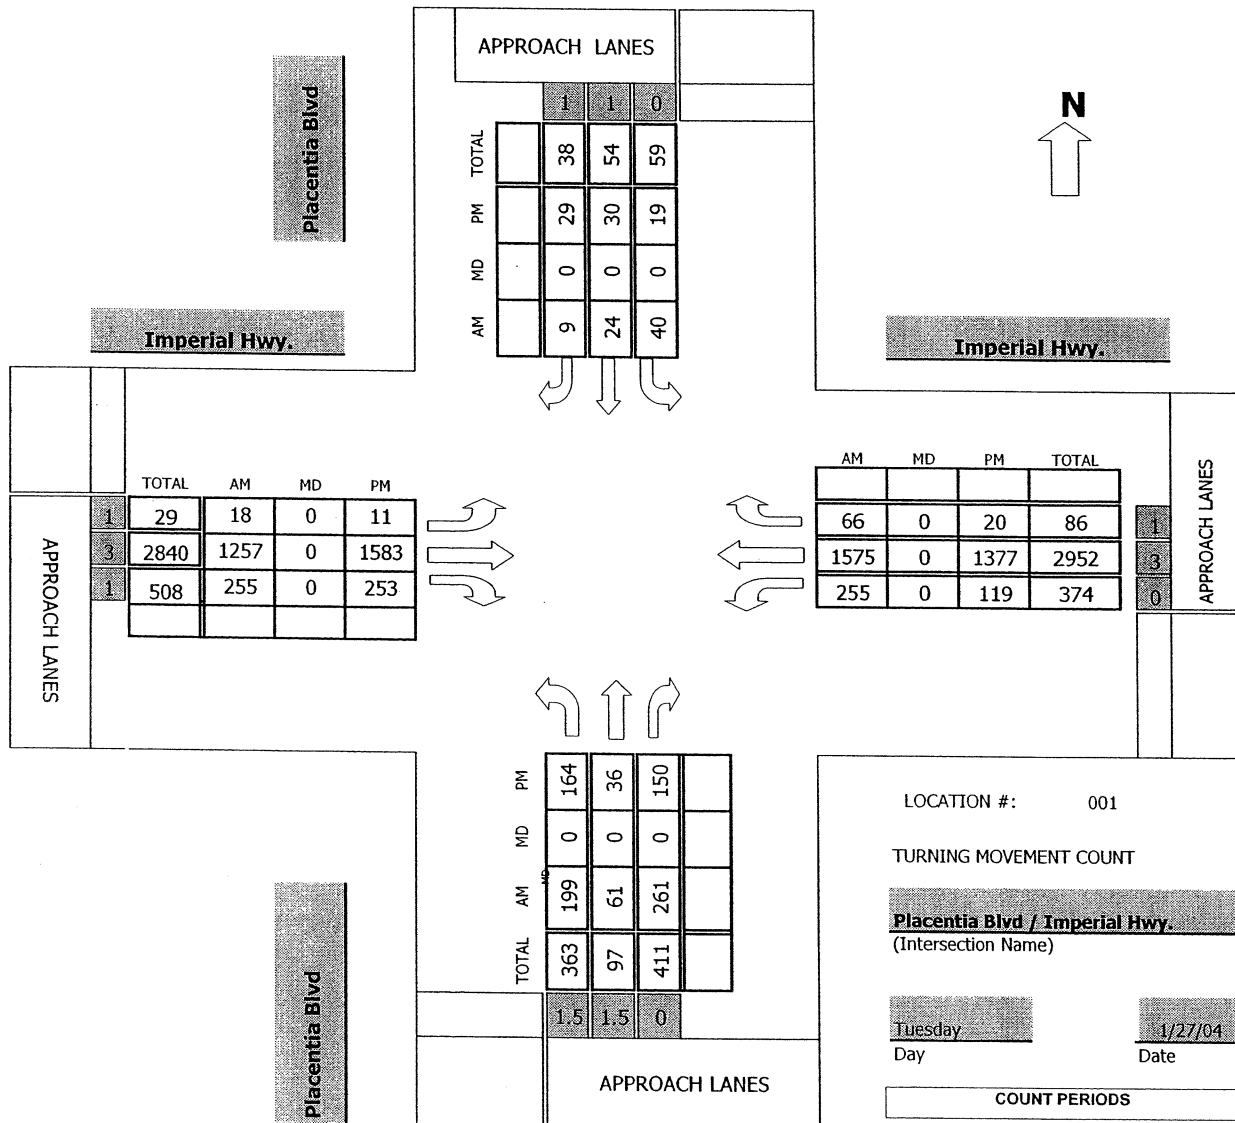 APPROACH LANES
1 1 0
Placentia Blvd
N
TOTAL 38 54 59
PM 29 30 19
MD 0 0 0
AM 9 24 40
Imperial Hwy.
Imperial Hwy.
TOTAL AM MD PM
1 29 18 0 11
3 2840 1257 0 1583
1 508 255 0 253
APPROACH LANES
AM MD PM TOTAL
66 0 20 86 1
1575 0 1377 2952 3
255 0 119 374 0
APPROACH LANES
PM 164 36 150
MD 0 0 0
MD
AM 199 61 261
TOTAL 363 97 411
1.5 1.5 0
APPROACH LANES
Placentia Blvd
LOCATION #: 001
TURNING MOVEMENT COUNT
Placentia Blvd / Imperial Hwy.
(Intersection Name)
Tuesday 1/27/04
Day Date
COUNT PERIODS